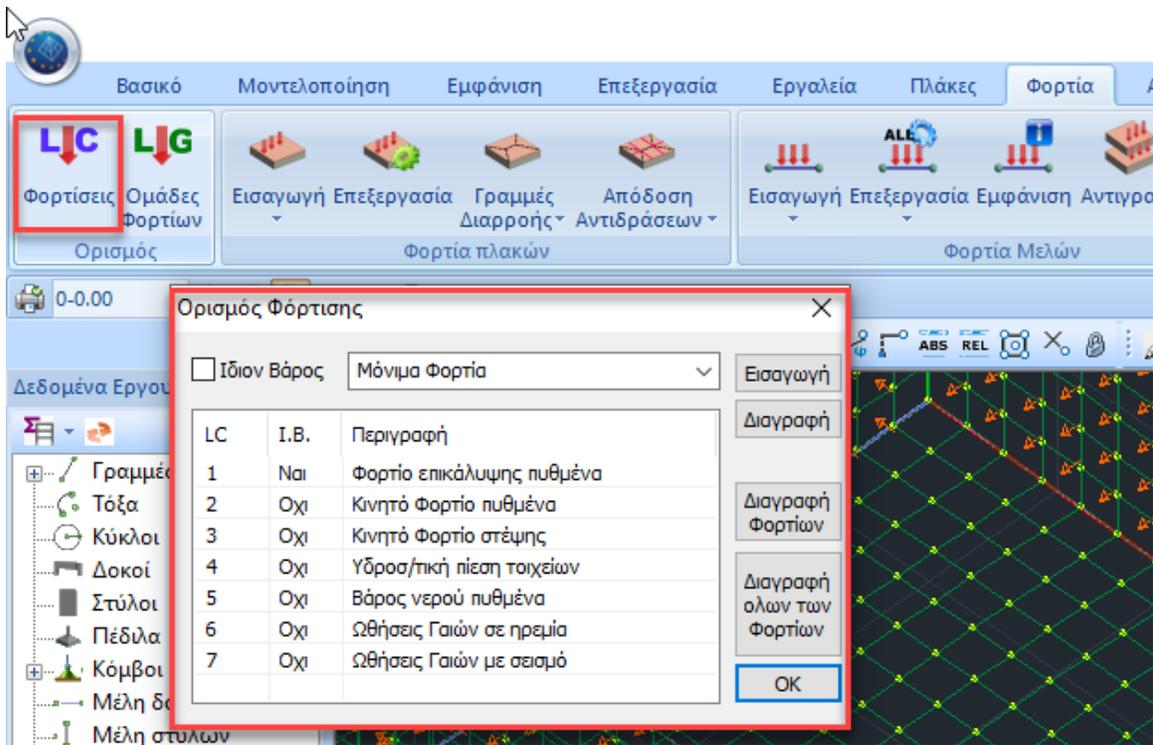 Βασικό Μοντελοποίηση Εμφάνιση Επεξεργασία Εργαλεία Πλάκες Φορτία
L C L G ALL
Φορτίσεις Ομάδες Φορτίων Εισαγωγή Επεξεργασία Γραμμές Διαρροής Απόδοση Αντιδράσεων Εισαγωγή Επεξεργασία Εμφάνιση
Ορισμός Φορτία πλακών Φορτία Μελών
0-0.00
ABS REL
Δεδομένα
Γραμμές
Τόξα
Κύκλοι
Δοκοί
Στύλοι
Πέδιλα
Κόμβοι
Μέλη
Μέλη στύλων
Ορισμός Φόρτισης
Ιδιον Βάρος Μόνιμα Φορτία Εισαγωγή
Διαγραφή
LC Ι.Β. Περιγραφή
1 Ναι Φορτίο επικάλυψης πυθμένα
2 Οχι Κινητό Φορτίο πυθμένα
3 Οχι Κινητό Φορτίο στέψης
4 Οχι Υδροσ/τική πίεση τοιχείων
5 Οχι Βάρος νερού πυθμένα
6 Οχι Ωθήσεις Γαιών σε ηρεμία
7 Οχι Ωθήσεις Γαιών με σεισμό
Διαγραφή
Φορτίων
Διαγραφή
ολων των
Φορτίων
OK